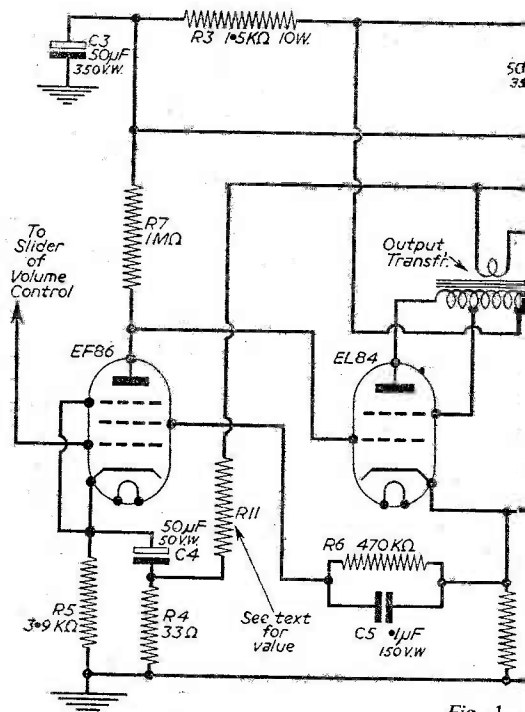 C3
50µF
350V.W.
R3 1•5KΩ 10W.
50
35
R7
1MΩ
To
Slider
of
Volume
Control
Output
Transfr.
EF86
EL84
50µF
50V.W.
C4
R11
R6 470KΩ
R5
3•9KΩ
R4
33Ω
See text
for
value
C5 •1µF
150V.W
Fig. 1